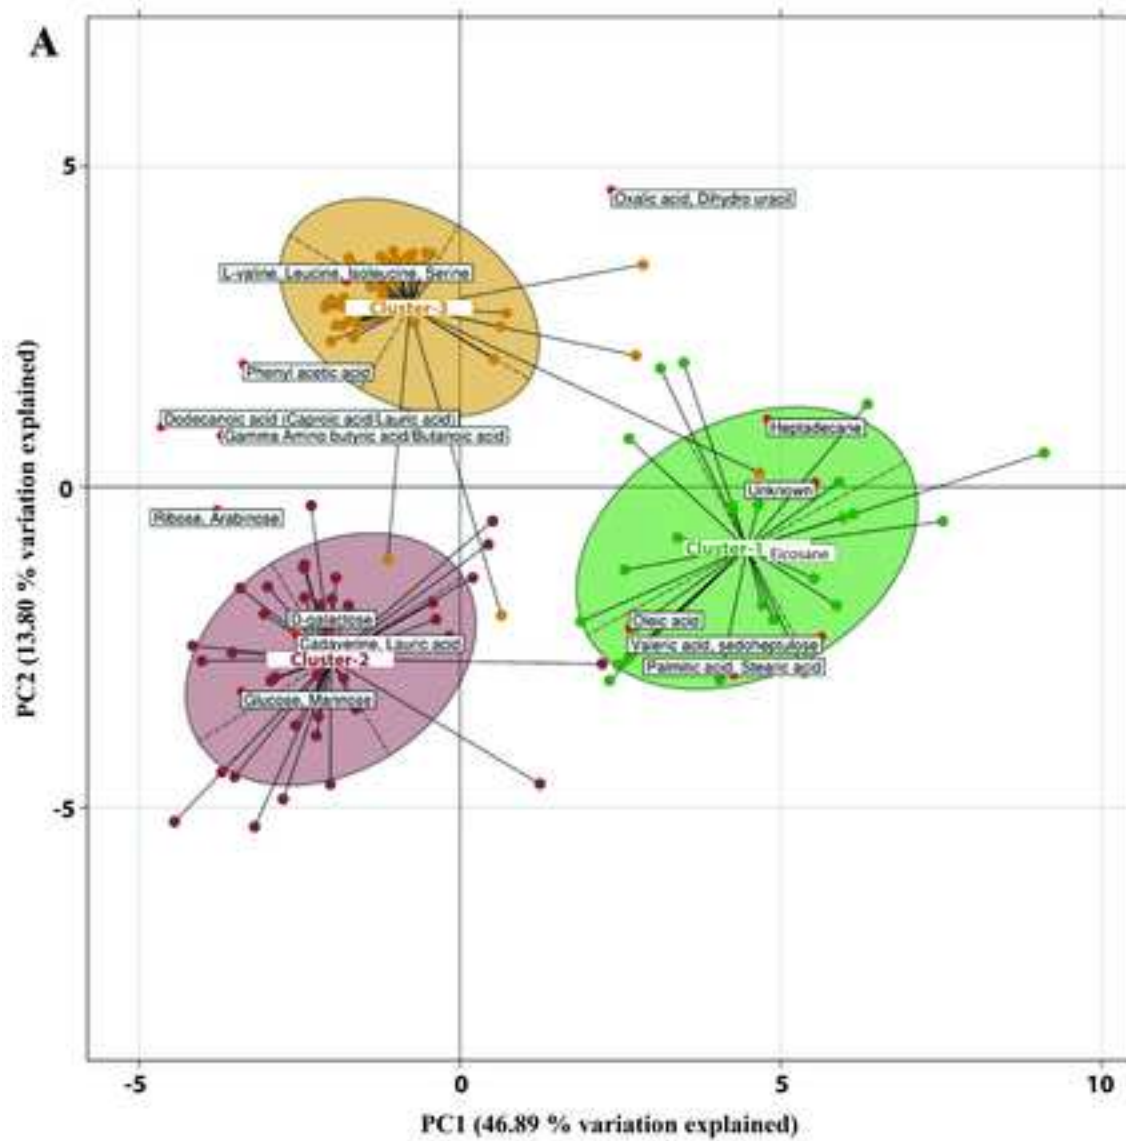 A
5
Oxalic acid, Dihydro uracil
L-valine, Leucine, Isoleucine, Serine
Cluster-3
Phenyl acetic acid
Dodecanoic acid (Caproic acid/Lauric acid)
Gamma Amino butyric acid/Butanoic acid
Heptadecane
0
Unknown
Ribose, Arabinose
Cluster-1
Eicosane
D-galactose
Oleic acid
Cadaverine, Lauric acid
Valeric acid, sedoheptulose
Cluster-2
Palmitic acid, Stearic acid
Glucose, Mannose
-5
PC2 (13.80 % variation explained)
-5
0
5
10
PC1 (46.89 % variation explained)